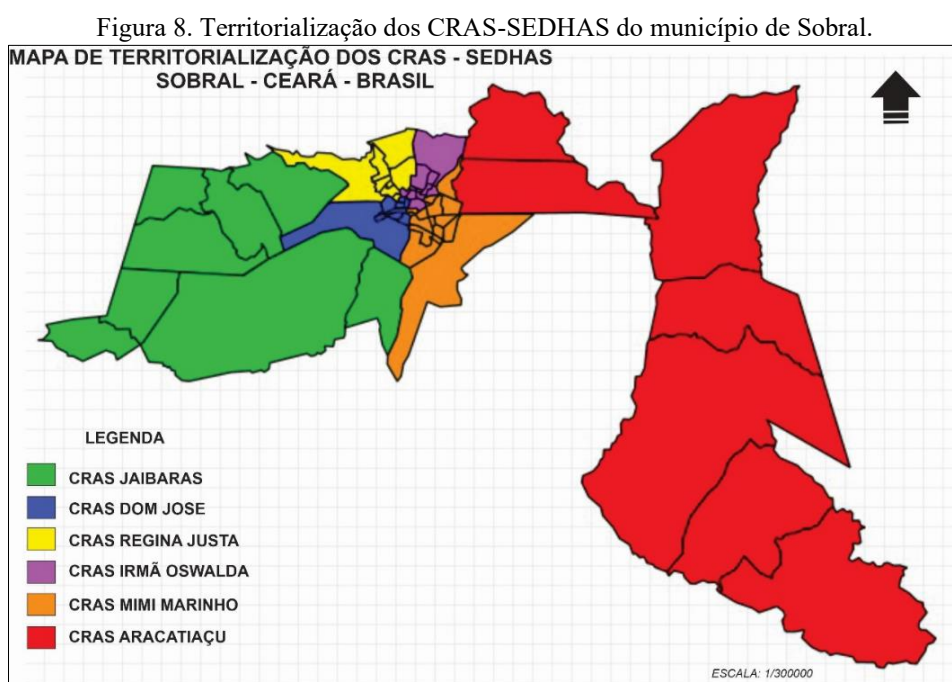 Figura 8. Territorialização dos CRAS-SEDHAS do município de Sobral.
MAPA DE TERRITORIALIZAÇÃO DOS CRAS - SEDHAS
SOBRAL - CEARÁ - BRASIL
LEGENDA
CRAS JAIBARAS
CRAS DOM JOSE
CRAS REGINA JUSTA
CRAS IRMÃ OSWALDA
CRAS MIMI MARINHO
CRAS ARACATIAÇU
ESCALA: 1/300000